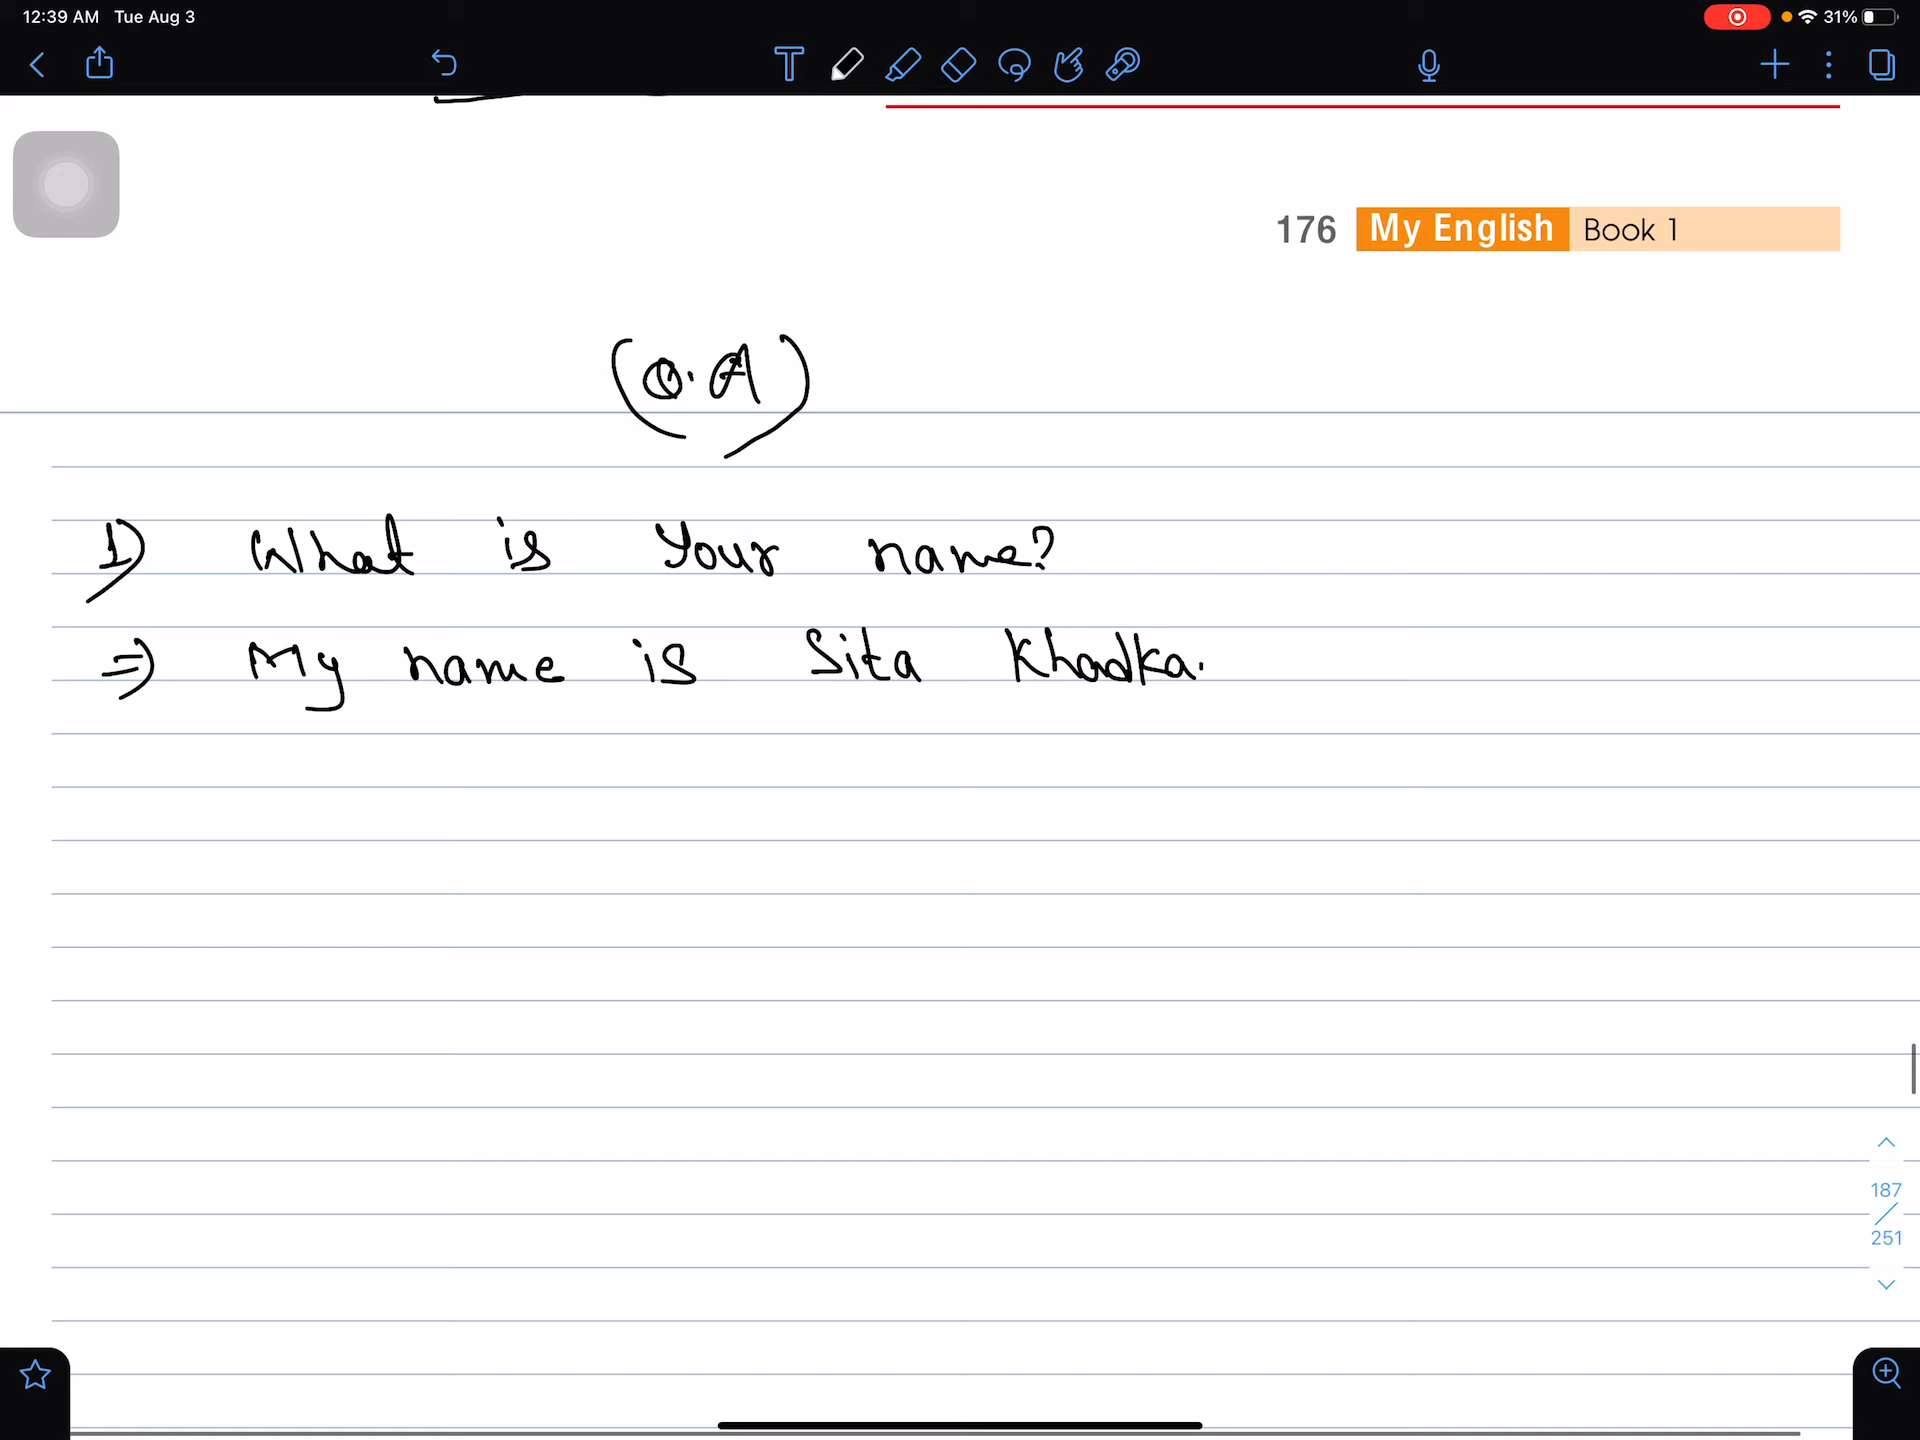 12:39 AM Tue Aug 3
31%
176 My English Book 1
(Q.A)
1) What is Your name?
⇒ My name is Sita Khadka.
187
/
251